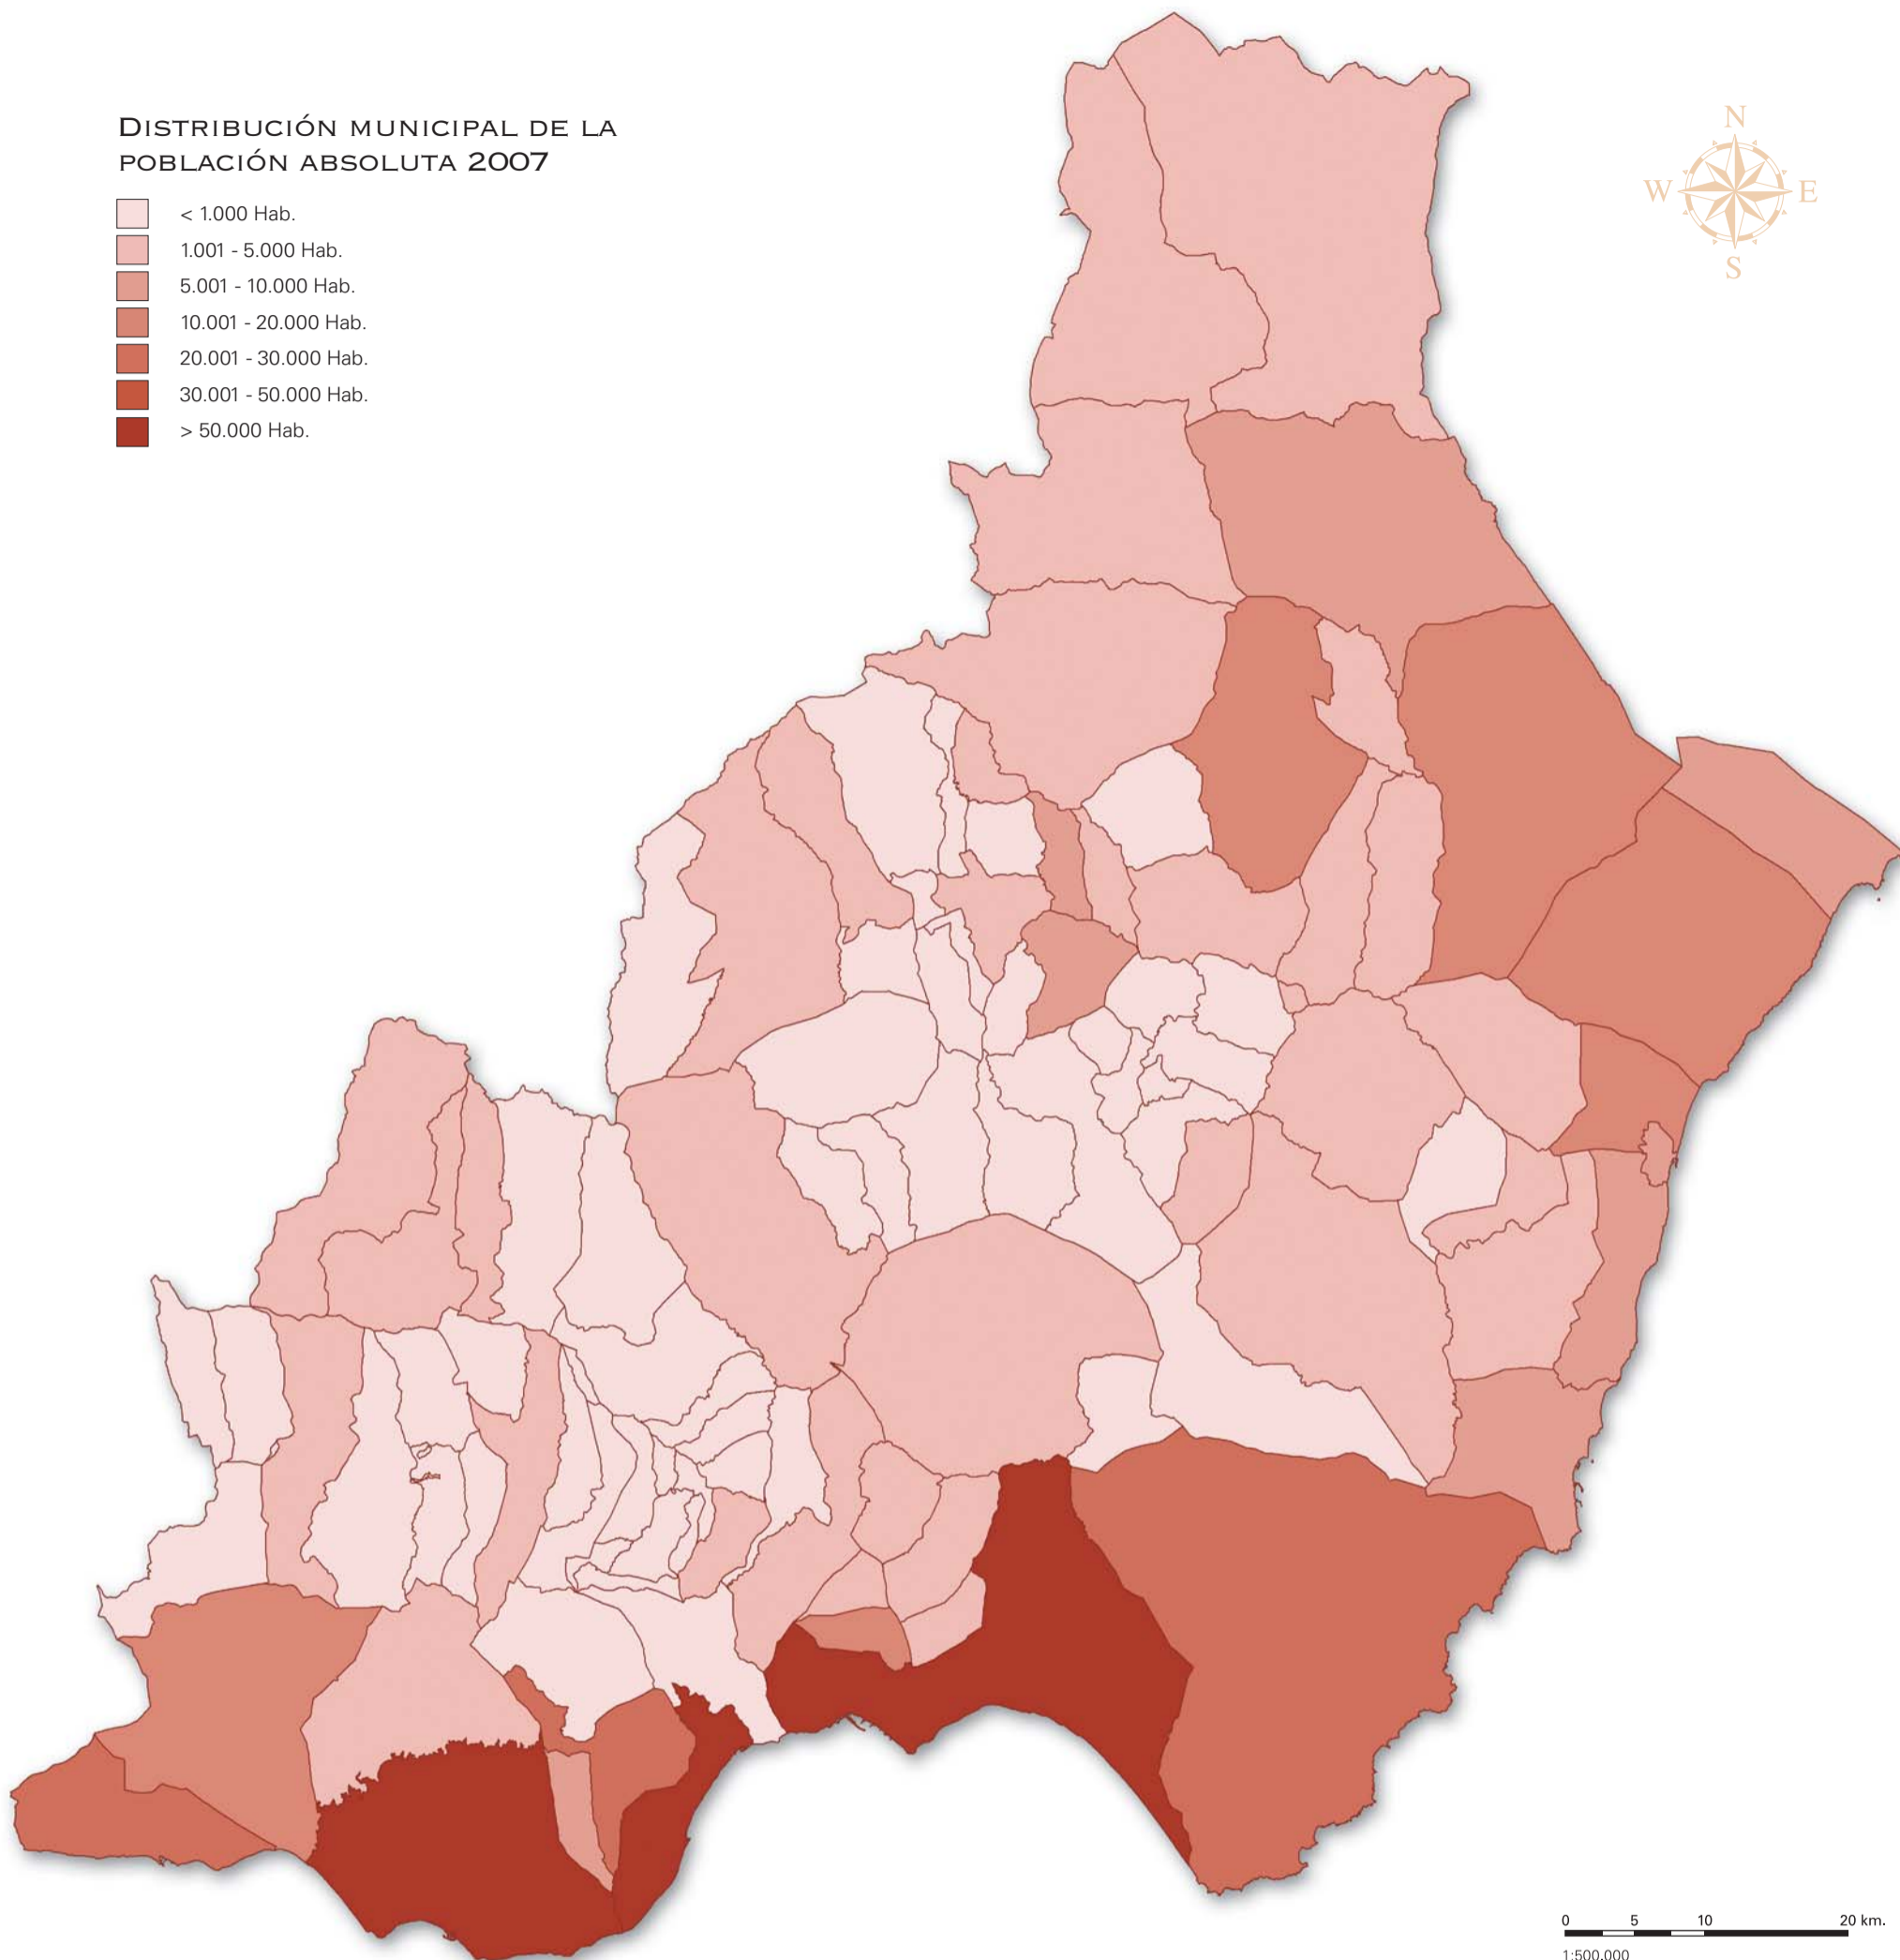 DISTRIBUCIÓN MUNICIPAL DE LA
POBLACIÓN ABSOLUTA 2007
< 1.000 Hab.
1.001 - 5.000 Hab.
5.001 - 10.000 Hab.
10.001 - 20.000 Hab.
20.001 - 30.000 Hab.
30.001 - 50.000 Hab.
> 50.000 Hab.
N
W E
S
0 5 10 20 km.
1:500.000